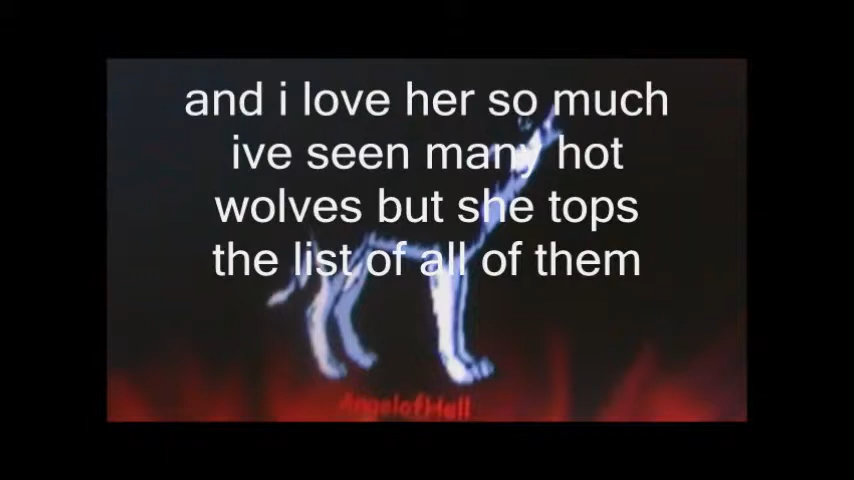 and i love her so much
ive seen many hot
wolves but she tops
the list of all of them
AngelofHell